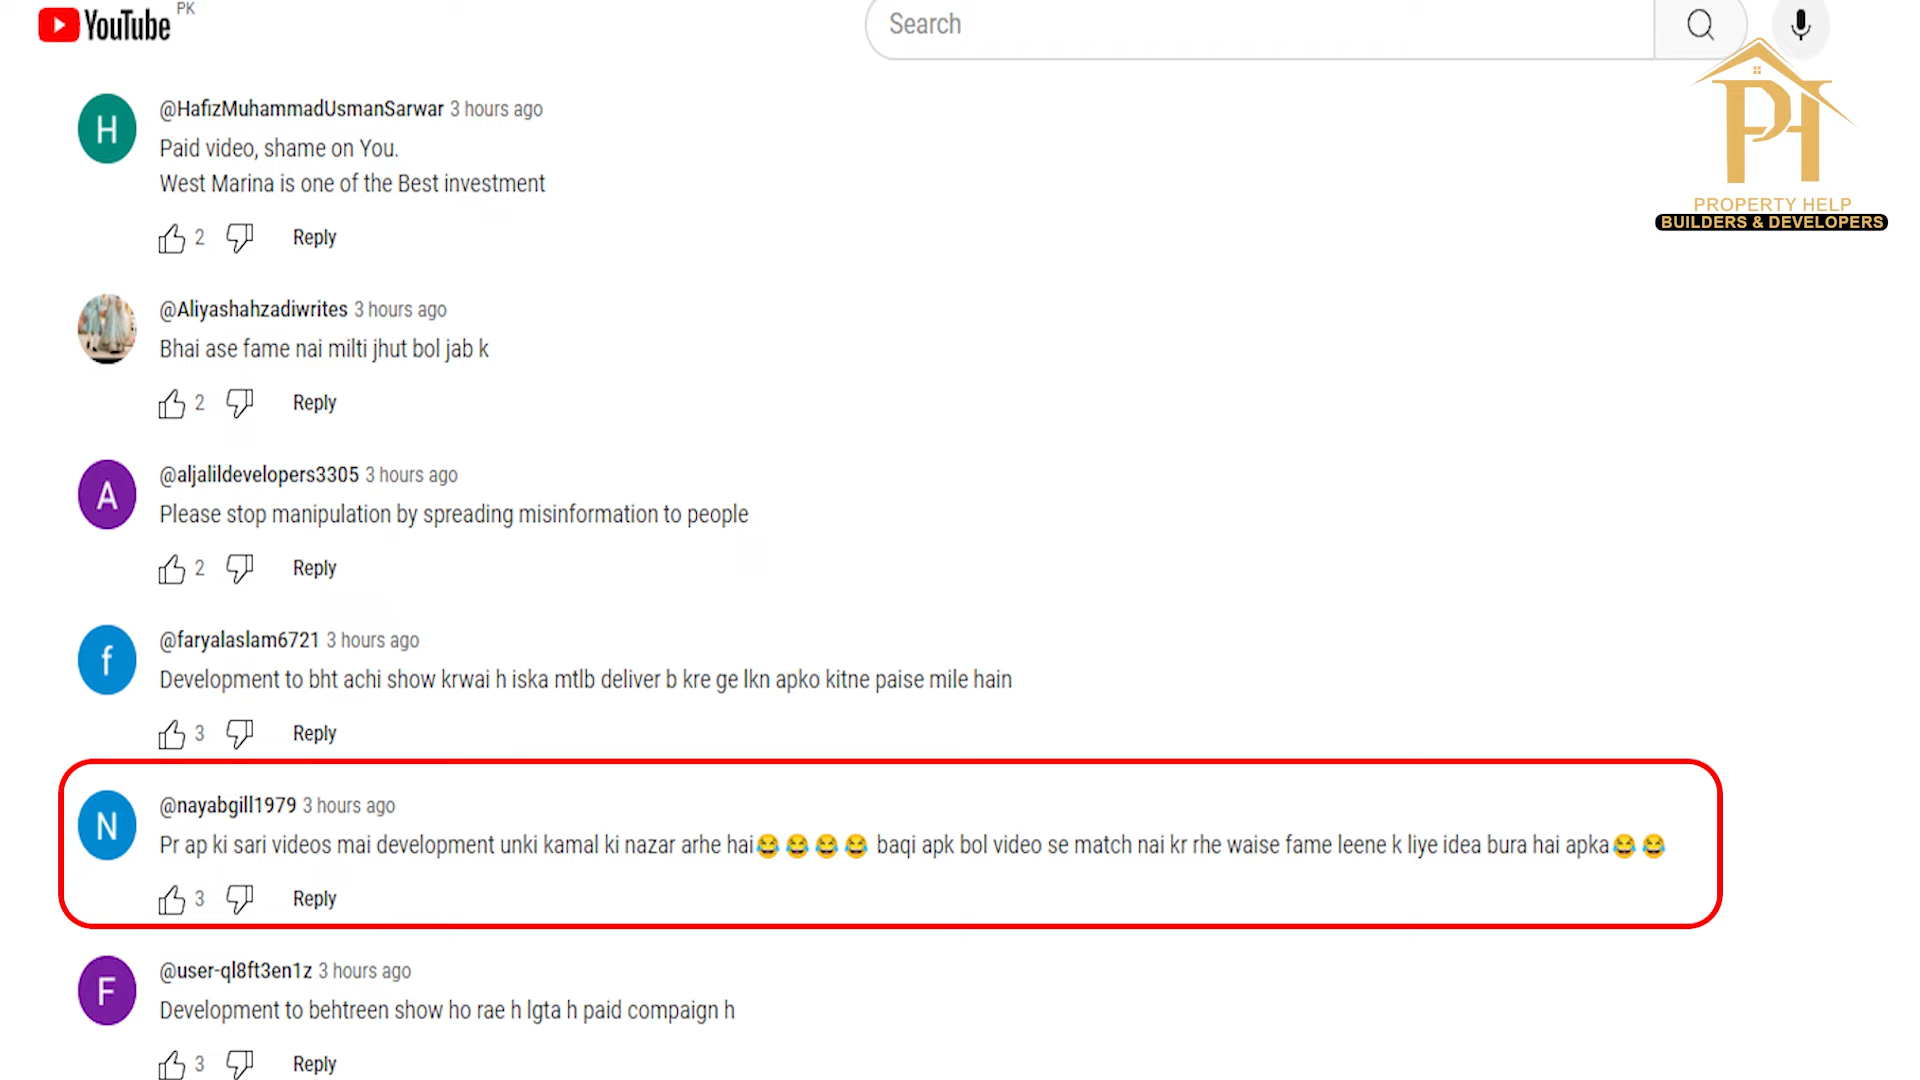 YouTube PK
Search
PROPERTY HELP
BUILDERS & DEVELOPERS
H
@HafizMuhammadUsmanSarwar 3 hours ago
Paid video, shame on You.
West Marina is one of the Best investment
2 Reply
@Aliyashahzadiwrites 3 hours ago
Bhai ase fame nai milti jhut bol jab k
2 Reply
A
@aljalildevelopers3305 3 hours ago
Please stop manipulation by spreading misinformation to people
2 Reply
f
@faryalaslam6721 3 hours ago
Development to bht achi show krwai h iska mtlb deliver b kre ge lkn apko kitne paise mile hain
3 Reply
N
@nayabgill1979 3 hours ago
Pr ap ki sari videos mai development unki kamal ki nazar arhe hai😂😂😂😂 baqi apk bol video se match nai kr rhe waise fame leene k liye idea bura hai apka😂😂
3 Reply
F
@user-ql8ft3en1z 3 hours ago
Development to behtreen show ho rae h lgta h paid compaign h
3 Reply